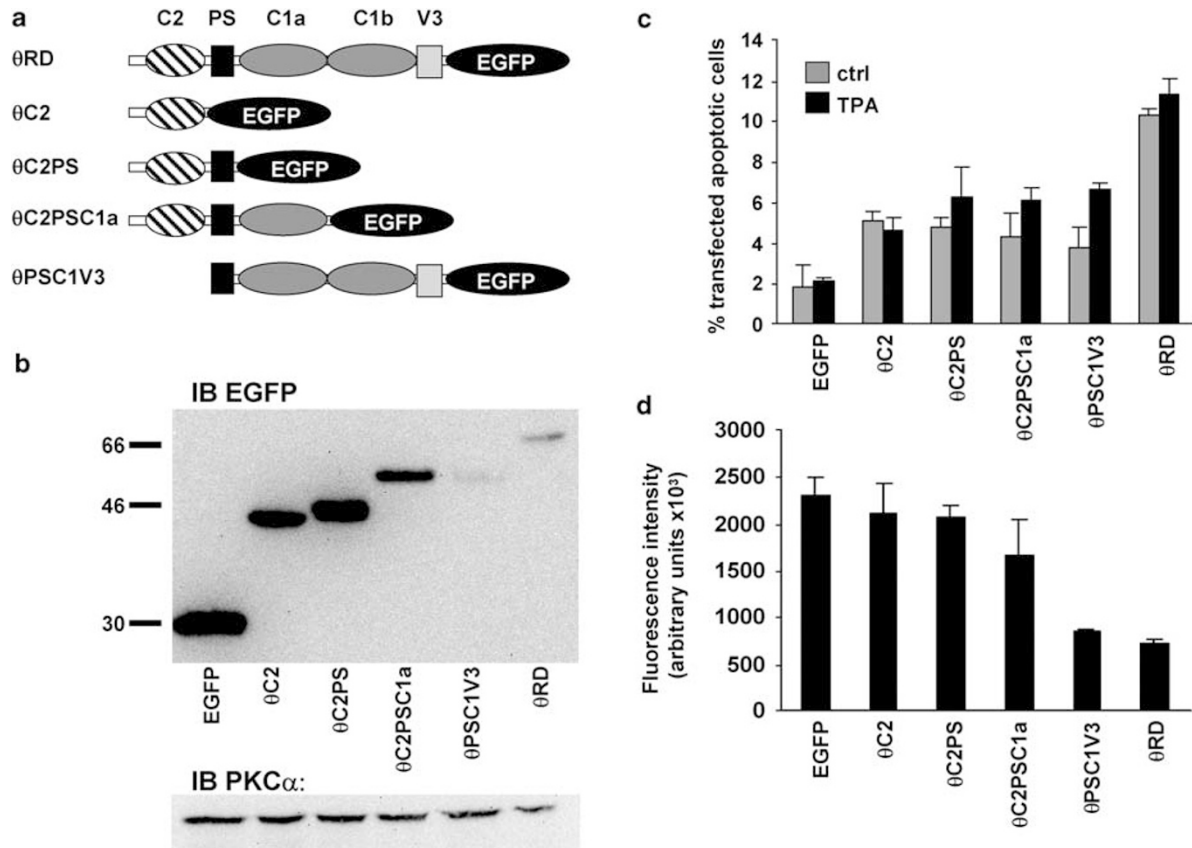 a
C2 PS C1a C1b V3
θRD EGFP
θC2 EGFP
θC2PS EGFP
θC2PSC1a EGFP
θPSC1V3 EGFP
b
IB EGFP
66
46
30
EGFP θC2 θC2PS θC2PSC1a θPSC1V3 θRD
IB PKCα:
c
% transfected apoptotic cells
14
12
10
8
6
4
2
0
ctrl
TPA
EGFP θC2 θC2PS θC2PSC1a θPSC1V3 θRD
d
Fluorescence intensity
(arbitrary units x10³)
3000
2500
2000
1500
1000
500
0
EGFP θC2 θC2PS θC2PSC1a θPSC1V3 θRD